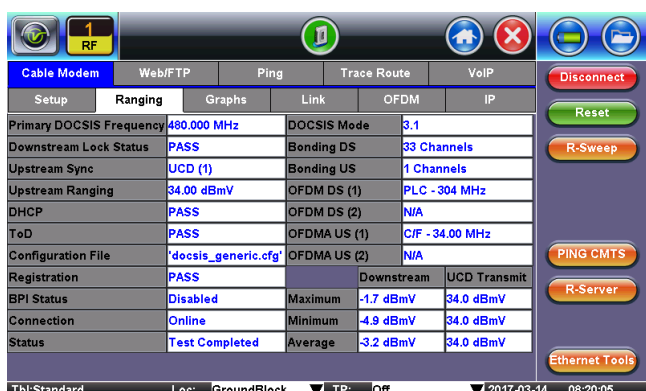 1
RF
Cable Modem Web/FTP Ping Trace Route VoIP
Setup Ranging Graphs Link OFDM IP
Disconnect
Reset
R-Sweep
PING CMTS
R-Server
Ethernet Tools
Primary DOCSIS Frequency 480.000 MHz DOCSIS Mode 3.1
Downstream Lock Status PASS Bonding DS 33 Channels
Upstream Sync UCD (1) Bonding US 1 Channels
Upstream Ranging 34.00 dBmV OFDM DS (1) PLC - 304 MHz
DHCP PASS OFDM DS (2) N/A
ToD PASS OFDMA US (1) C/F - 34.00 MHz
Configuration File 'docsis_generic.cfg' OFDMA US (2) N/A
Registration PASS Downstream UCD Transmit
BPI Status Disabled Maximum -1.7 dBmV 34.0 dBmV
Connection Online Minimum -4.9 dBmV 34.0 dBmV
Status Test Completed Average -3.2 dBmV 34.0 dBmV
Tbl:Standard Loc: GroundBlock TP: Off 2017-03-14 08:20:05